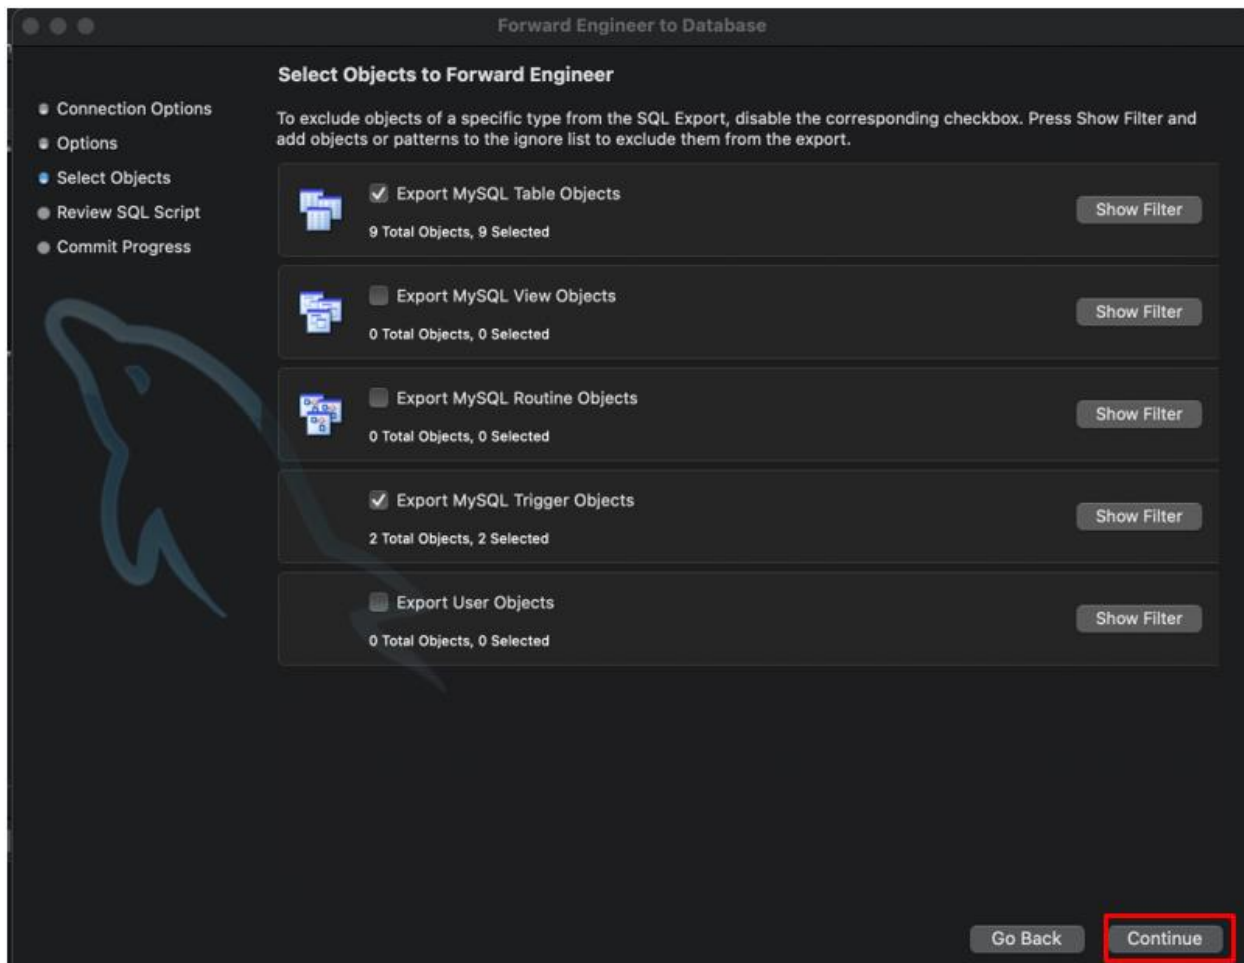 Forward Engineer to Database
Connection Options
Options
Select Objects
Review SQL Script
Commit Progress
Select Objects to Forward Engineer
To exclude objects of a specific type from the SQL Export, disable the corresponding checkbox. Press Show Filter and
add objects or patterns to the ignore list to exclude them from the export.
Export MySQL Table Objects
9 Total Objects, 9 Selected
Show Filter
Export MySQL View Objects
0 Total Objects, 0 Selected
Show Filter
Export MySQL Routine Objects
0 Total Objects, 0 Selected
Show Filter
Export MySQL Trigger Objects
2 Total Objects, 2 Selected
Show Filter
Export User Objects
0 Total Objects, 0 Selected
Show Filter
Go Back
Continue